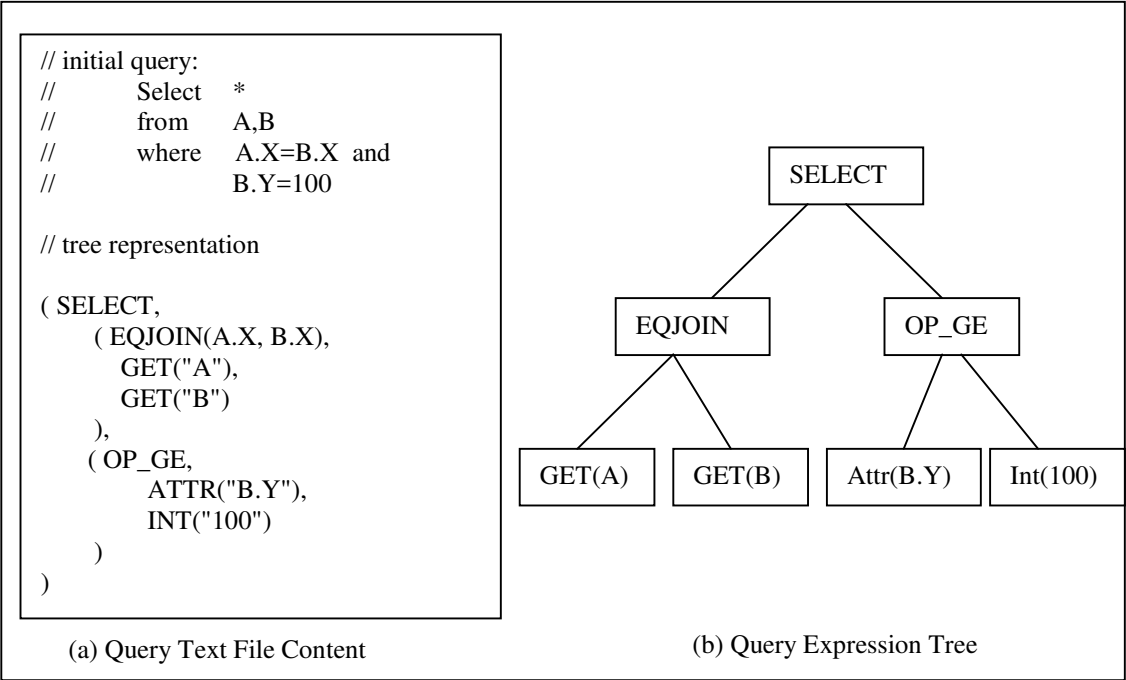 // initial query:
// Select *
// from A,B
// where A.X=B.X and
// B.Y=100
// tree representation
( SELECT,
( EQJOIN(A.X, B.X),
GET("A"),
GET("B")
),
( OP_GE,
ATTR("B.Y"),
INT("100")
)
)
(a) Query Text File Content
SELECT
EQJOIN OP_GE
GET(A) GET(B) Attr(B.Y) Int(100)
(b) Query Expression Tree